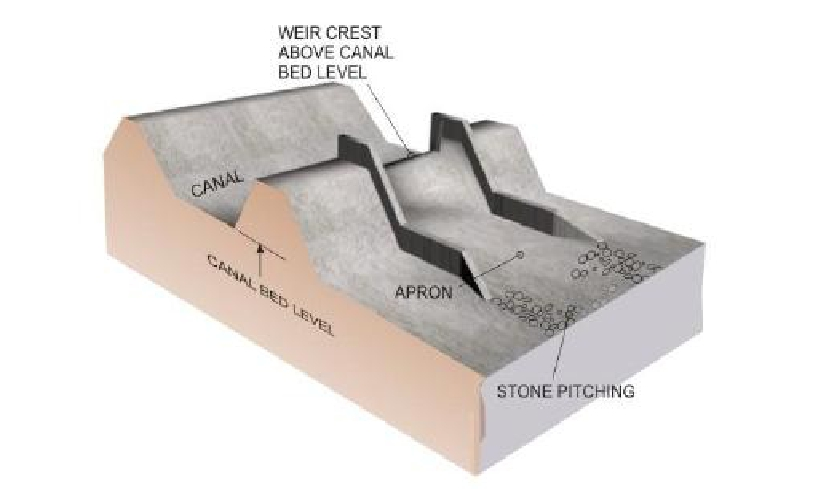 WEIR CREST
ABOVE CANAL
BED LEVEL
CANAL
CANAL BED LEVEL
APRON
STONE PITCHING